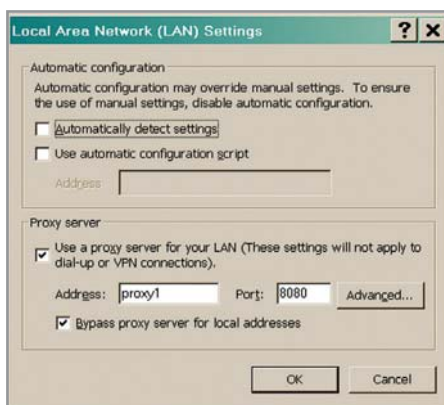 Local Area Network (LAN) Settings
Automatic configuration
Automatic configuration may override manual settings. To ensure
the use of manual settings, disable automatic configuration.
Automatically detect settings
Use automatic configuration script
Address
Proxy server
Use a proxy server for your LAN (These settings will not apply to
dial-up or VPN connections).
Address: proxy1 Port: 8080 Advanced...
Bypass proxy server for local addresses
OK Cancel